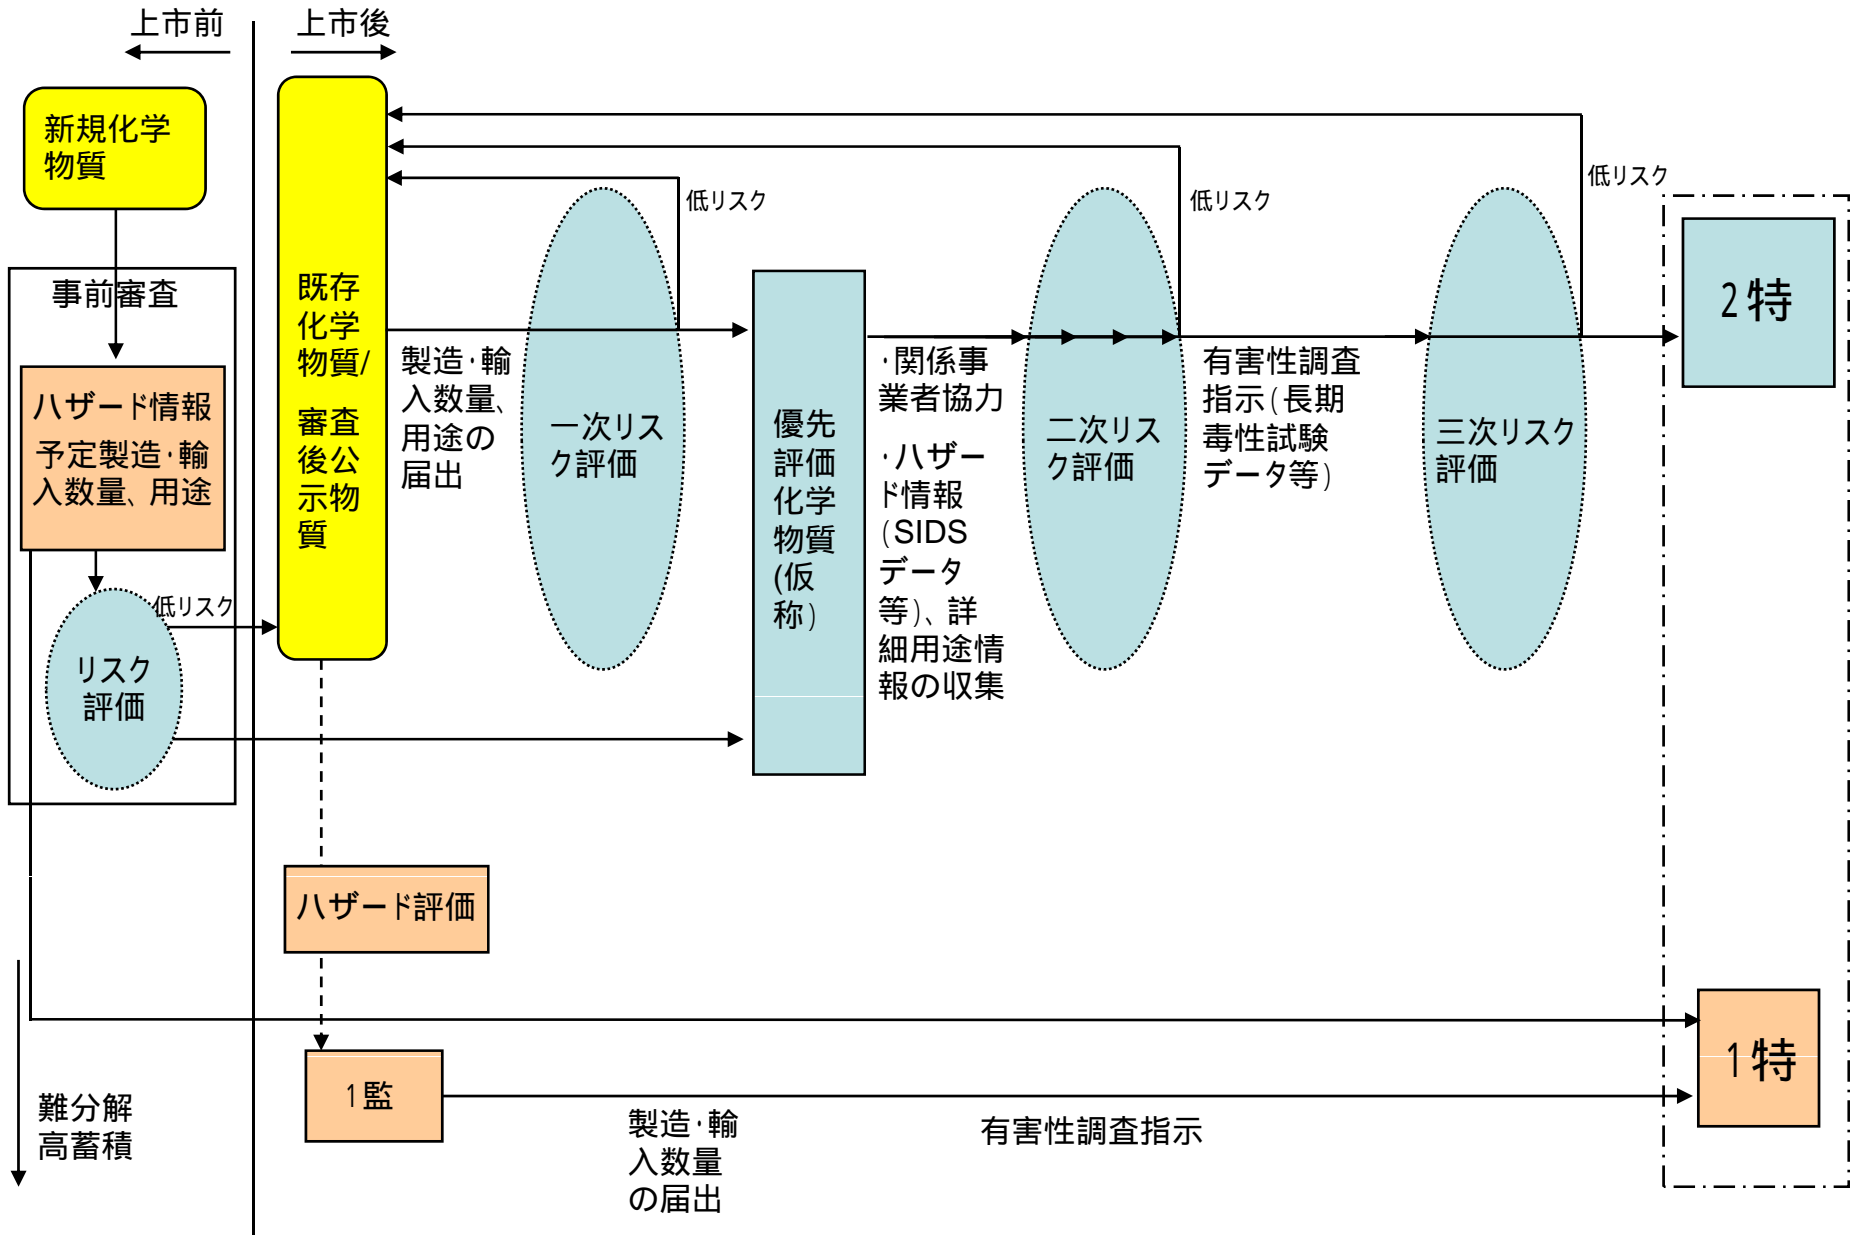 上市前
上市後
新規化学
物質
事前審査
ハザード情報
予定製造・輸
入数量、用途
低リスク
リスク
評価
難分解
高蓄積
既存
化学
物質/
審査
後公
示物
質
製造・輸
入数量、
用途の
届出
一次リス
ク評価
低リスク
優先
評価
化学
物質
(仮
称)
・関係事
業者協力
・ハザー
ド情報
(SIDS
データ
等)、詳
細用途情
報の収集
二次リス
ク評価
低リスク
有害性調査
指示(長期
毒性試験
データ等)
三次リスク
評価
低リスク
2特
ハザード評価
1監
製造・輸
入数量
の届出
有害性調査指示
1特